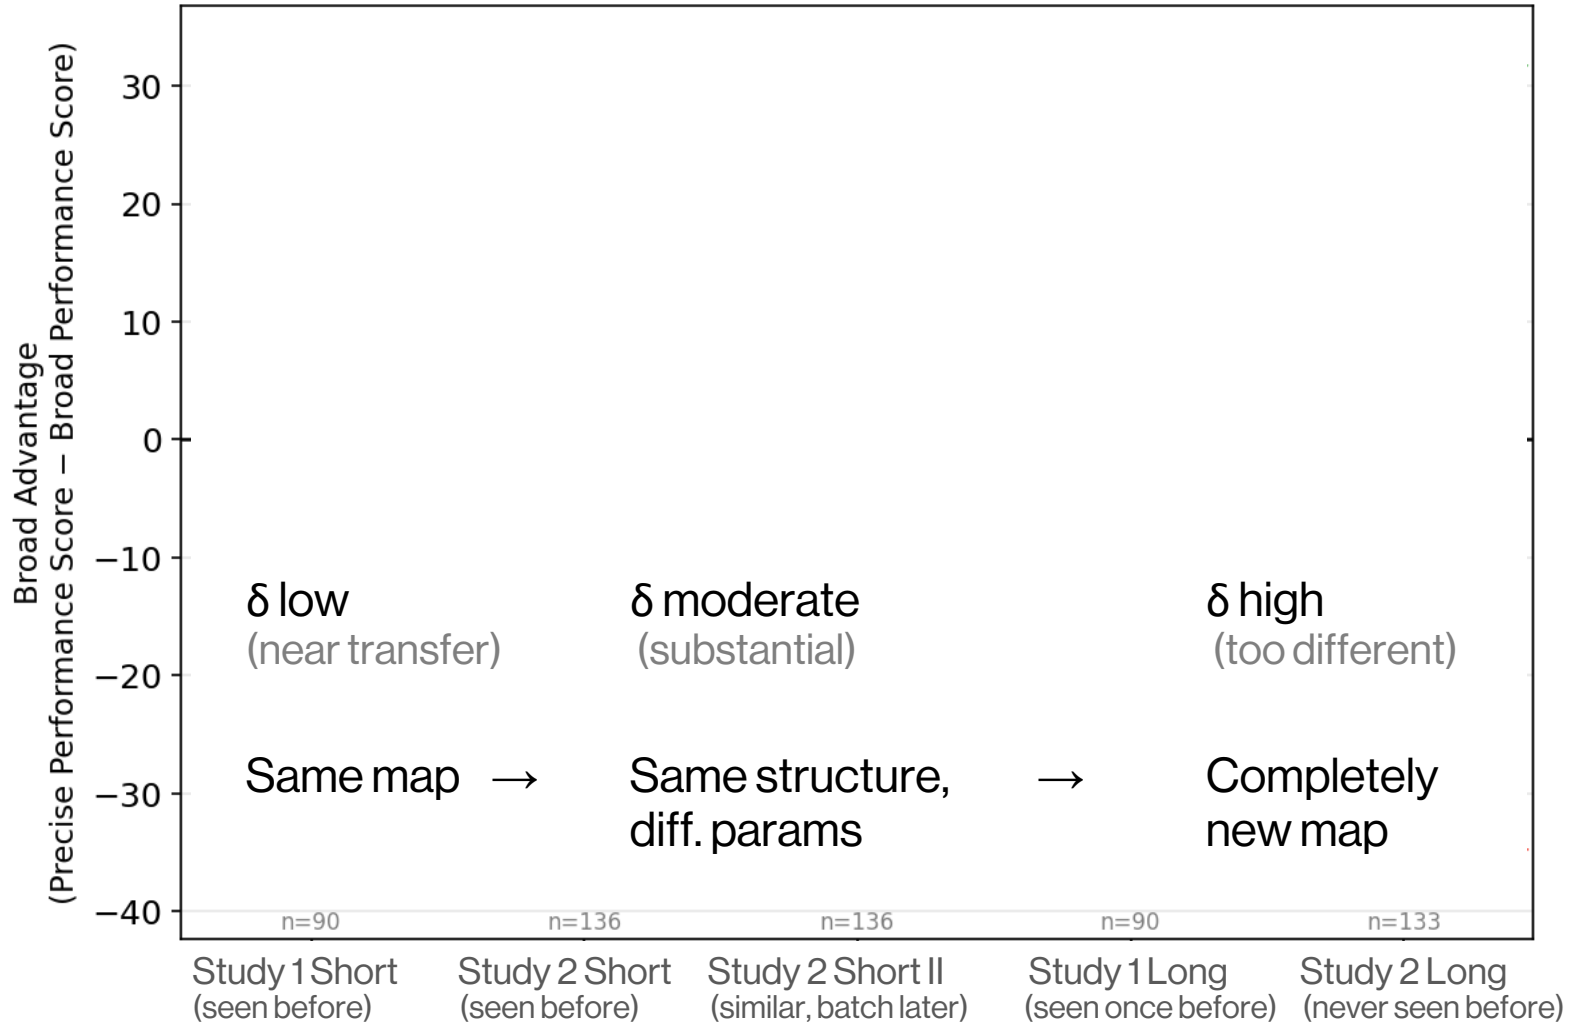 Broad Advantage
(Precise Performance Score − Broad Performance Score)
30
20
10
0
−10
−20
−30
−40
δ low
(near transfer)
δ moderate
(substantial)
δ high
(too different)
Same map →
Same structure,
diff. params
→
Completely
new map
n=90
n=136
n=136
n=90
n=133
Study 1 Short
(seen before)
Study 2 Short
(seen before)
Study 2 Short II
(similar, batch later)
Study 1 Long
(seen once before)
Study 2 Long
(never seen before)